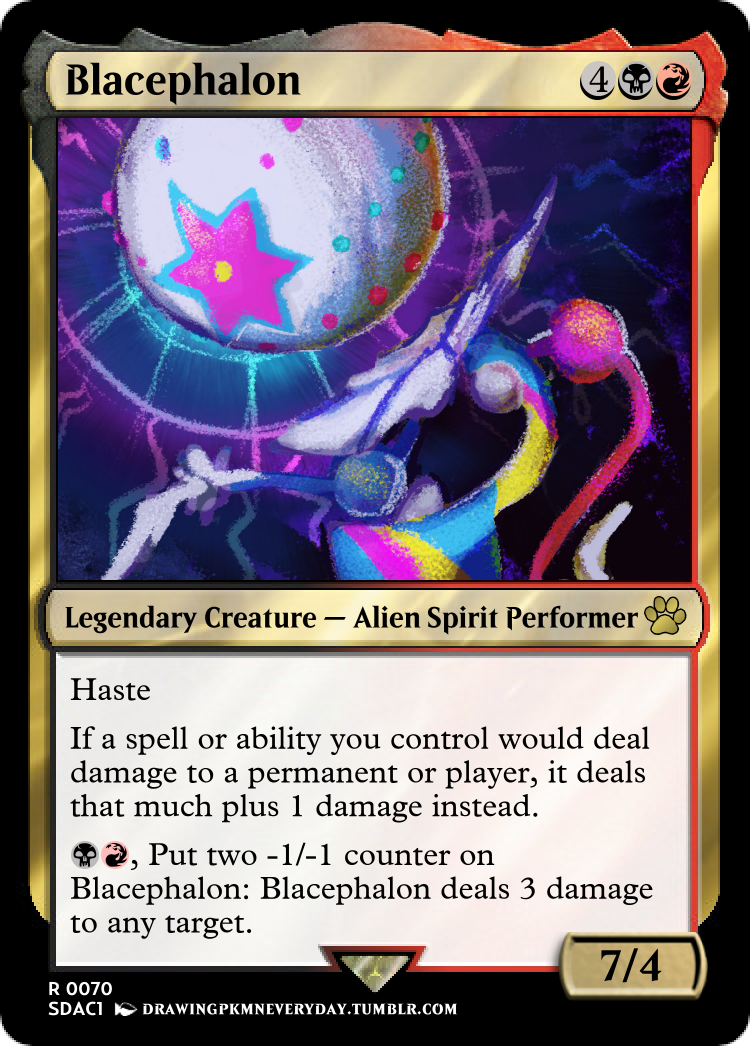 Blacephalon 4
Legendary Creature — Alien Spirit Performer
Haste
If a spell or ability you control would deal
damage to a permanent or player, it deals
that much plus 1 damage instead.
, Put two -1/-1 counter on
Blacephalon: Blacephalon deals 3 damage
to any target.
7/4
R 0070
SDAC1 DRAWINGPKMNEVERYDAY.TUMBLR.COM